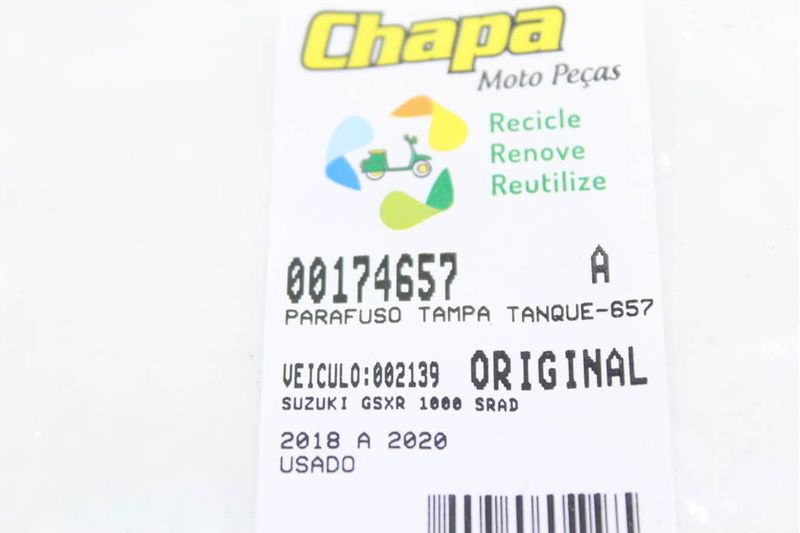 Chapa
Moto Peças
Recicle
Renove
Reutilize
00174657 A
PARAFUSO TAMPA TANQUE-657
VEICULO:002139 ORIGINAL
SUZUKI GSXR 1000 SRAD
2018 A 2020
USADO